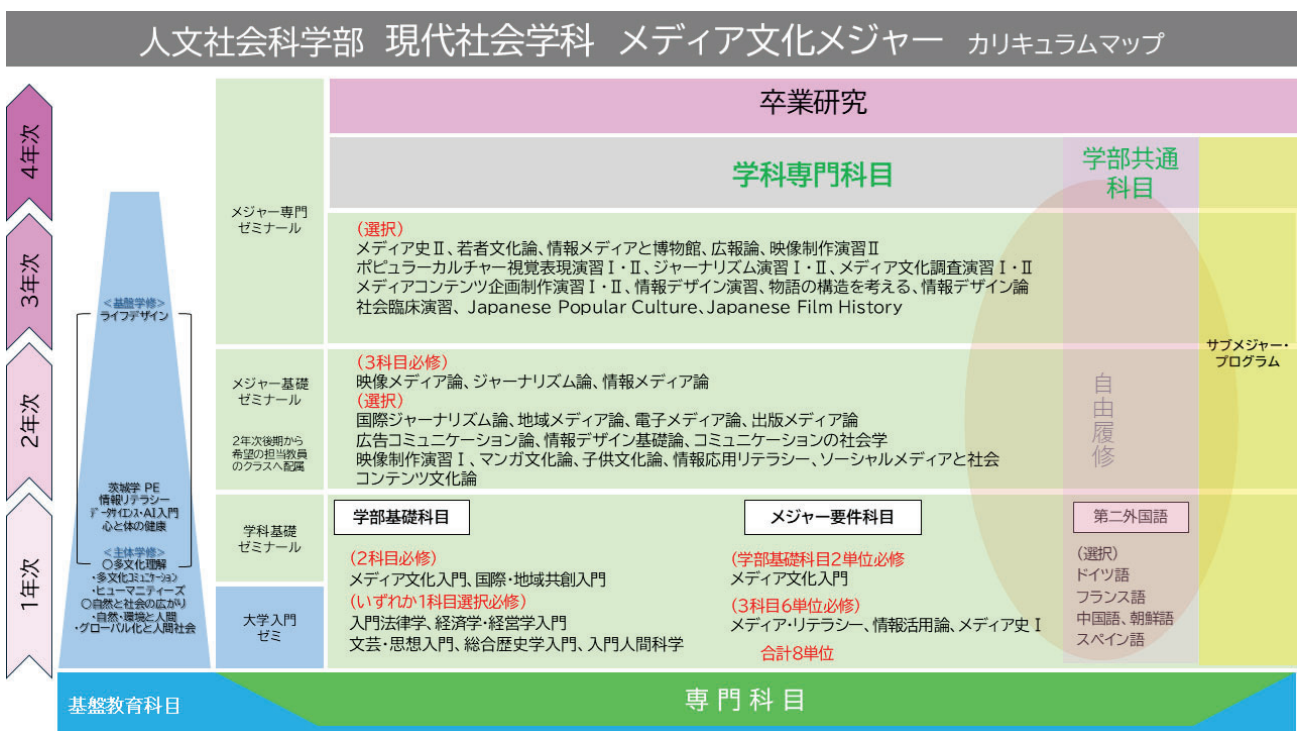 人文社会科学部 現代社会学科 メディア文化メジャー カリキュラムマップ
4年次
3年次
2年次
1年次
<基盤学修>
ライフデザイン
茨城学 PE
情報リテラシー
データサイエンス・AI入門
心と体の健康
<主体学修>
〇多文化理解
・多文化コミュニケーション
・ヒューマニティーズ
〇自然と社会の広がり
・自然・環境と人間
・グローバル化と人間社会
基盤教育科目
メジャー専門
ゼミナール
メジャー基礎
ゼミナール
2年次後期から
希望の担当教員
のクラスへ配属
学科基礎
ゼミナール
大学入門
ゼミ
卒業研究
学科専門科目
(選択)
メディア史Ⅱ、若者文化論、情報メディアと博物館、広報論、映像制作演習Ⅱ
ポピュラーカルチャー視覚表現演習Ⅰ・Ⅱ、ジャーナリズム演習Ⅰ・Ⅱ、メディア文化調査演習Ⅰ・Ⅱ
メディアコンテンツ企画制作演習Ⅰ・Ⅱ、情報デザイン演習、物語の構造を考える、情報デザイン論
社会臨床演習、Japanese Popular Culture、Japanese Film History
(3科目必修)
映像メディア論、ジャーナリズム論、情報メディア論
(選択)
国際ジャーナリズム論、地域メディア論、電子メディア論、出版メディア論
広告コミュニケーション論、情報デザイン基礎論、コミュニケーションの社会学
映像制作演習Ⅰ、マンガ文化論、子供文化論、情報応用リテラシー、ソーシャルメディアと社会
コンテンツ文化論
学部基礎科目
(2科目必修)
メディア文化入門、国際・地域共創入門
(いずれか1科目選択必修)
入門法律学、経済学・経営学入門
文芸・思想入門、総合歴史学入門、入門人間科学
メジャー要件科目
(学部基礎科目2単位必修
メディア文化入門
(3科目6単位必修)
メディア・リテラシー、情報活用論、メディア史Ⅰ
合計8単位
学部共通
科目
自由履修
第二外国語
(選択)
ドイツ語
フランス語
中国語、朝鮮語
スペイン語
サブメジャー・
プログラム
専門科目